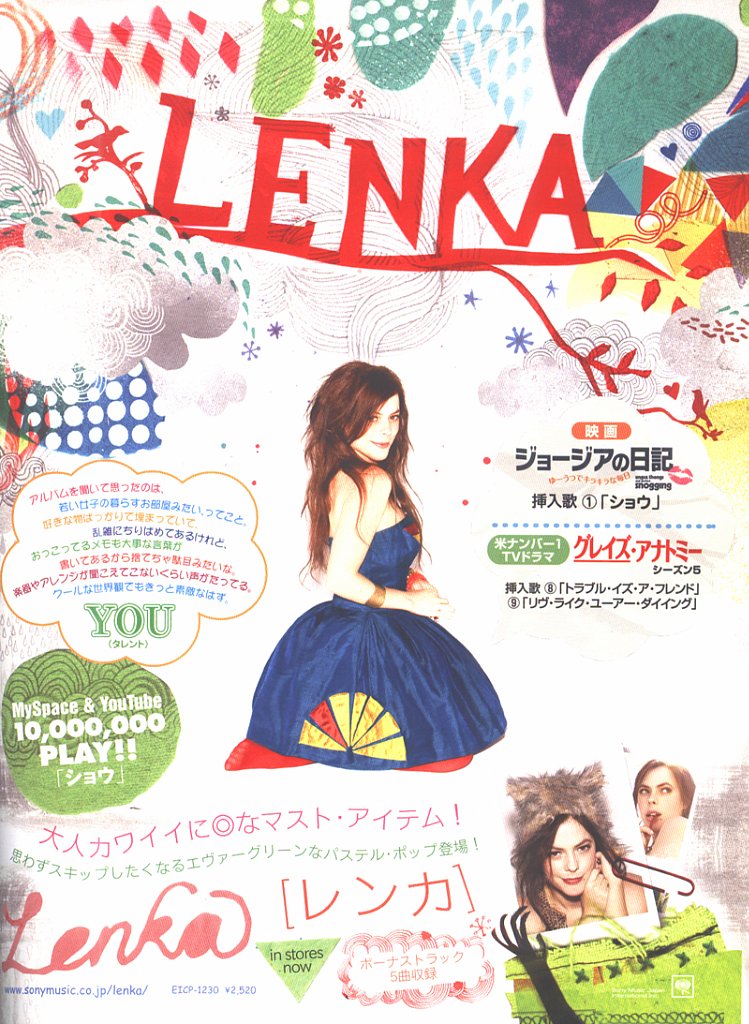 LENKA
映画
ジョージアの日記
ゆーうつでキラキラな毎日
snogging
挿入歌 ①「ショウ」
米ナンバー1
TVドラマ
グレイズ・アナトミー
シーズン5
挿入歌 ⑧「トラブル・イズ・ア・フレンド」
⑨「リヴ・ライク・ユーアー・ダイイング」
アルバムを聞いて思ったのは、
若い女子の暮らすお部屋みたい、ってこと。
好きな物ばっかりで埋まっていて、
乱雑にちりばめてあるけれど、
おっこってるメモも大事な言葉が
書いてあるから捨てちゃ駄目みたいな。
楽器やアレンジが聞こえてこないくらい声がたってる。
クールな世界観でもきっと素敵なはず。
YOU
(タレント)
MySpace & YouTube
10,000,000
PLAY!!
「ショウ」
大人カワイイに◎なマスト・アイテム！
思わずスキップしたくなるエヴァーグリーンなパステル・ポップ登場！
Lenka
[レンカ]
in stores
now
ボーナストラック
5曲収録
www.sonymusic.co.jp/lenka/
EICP-1230 ¥2,520
Sony Music Japan
International Inc.